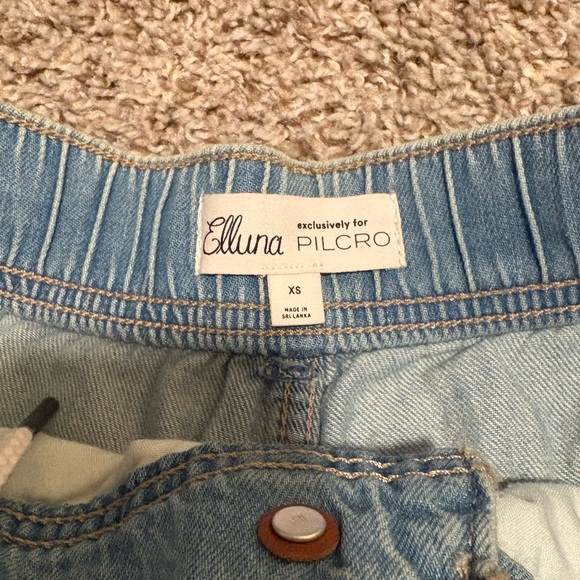 Elluna exclusively for
PILCRO
XS
MADE IN
SRI LANKA